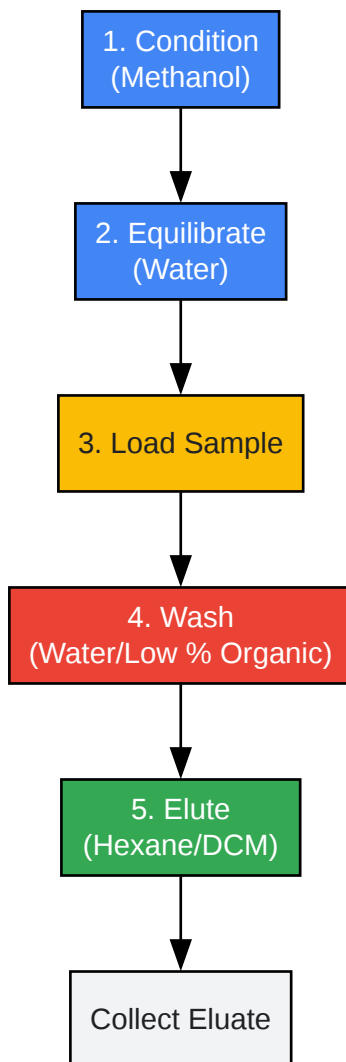 1. Condition
(Methanol)
2. Equilibrate
(Water)
3. Load Sample
4. Wash
(Water/Low % Organic)
5. Elute
(Hexane/DCM)
Collect Eluate